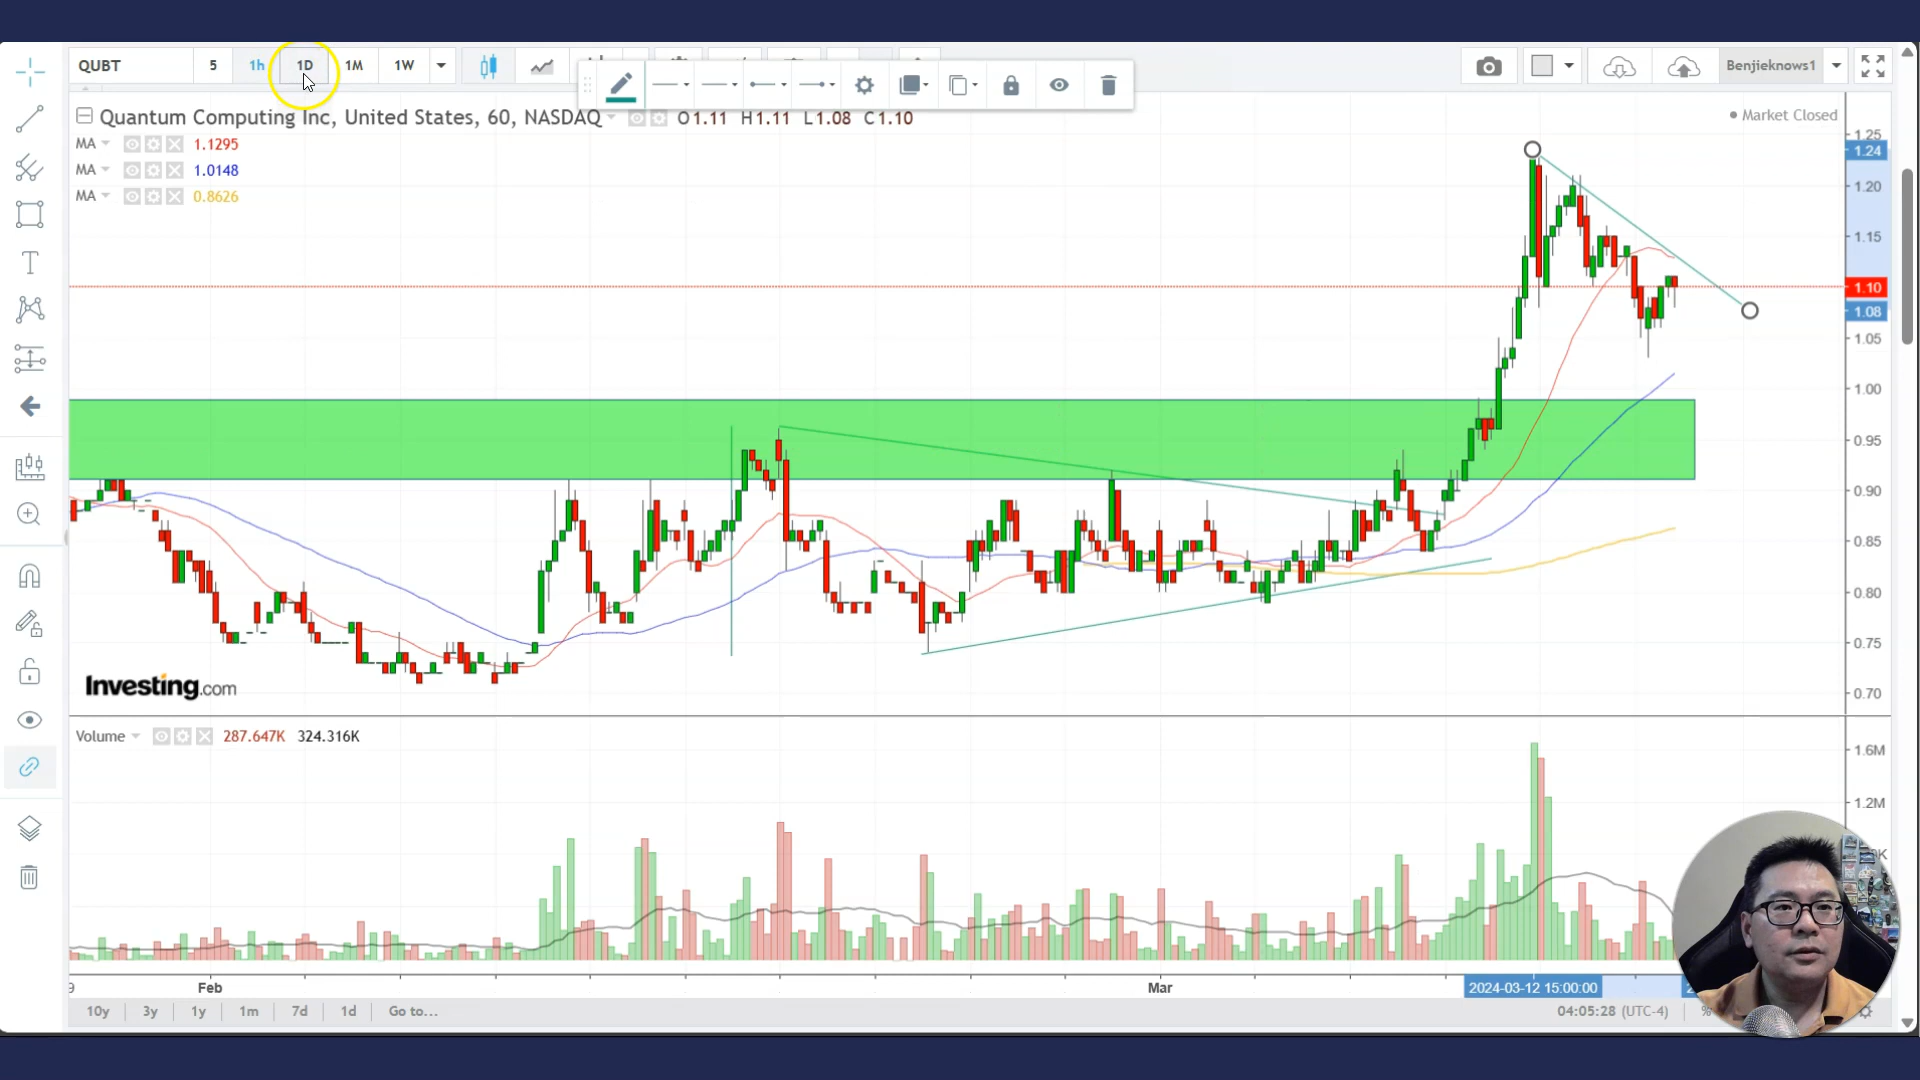 QUBT 5 1h 1D 1M 1W
Benjieknows1
Quantum Computing Inc, United States, 60, NASDAQ O1.11 H1.11 L1.08 C1.10
Market Closed
MA 1.1295
MA 1.0148
MA 0.8626
1.25
1.24
1.20
1.15
1.10
1.08
1.05
1.00
0.95
0.90
0.85
0.80
0.75
0.70
Investing.com
Volume 287.647K 324.316K
1.6M
1.2M
Feb Mar 2024-03-12 15:00:00
10y 3y 1y 1m 7d 1d Go to... 04:05:28 (UTC-4) %